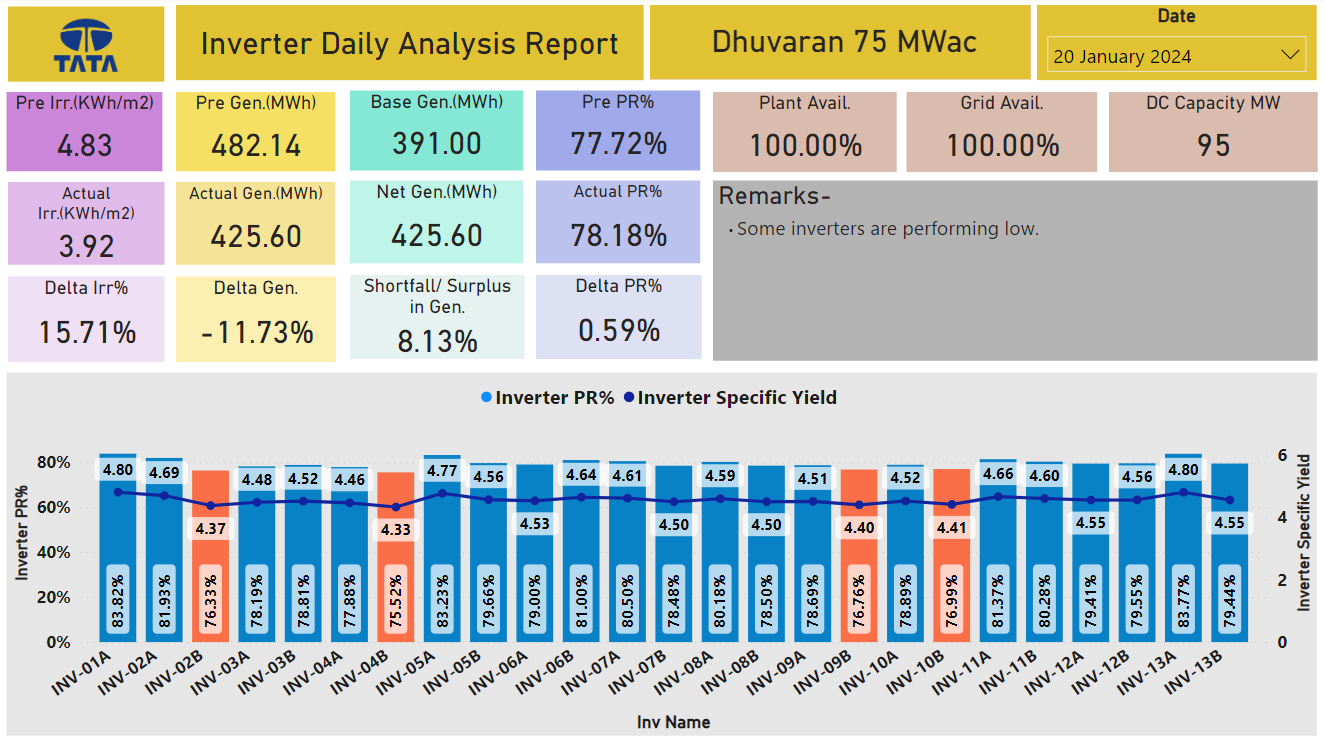 TATA
Inverter Daily Analysis Report
Dhuvaran 75 MWac
Date
20 January 2024
Pre Irr.(KWh/m2)
4.83
Pre Gen.(MWh)
482.14
Base Gen.(MWh)
391.00
Pre PR%
77.72%
Plant Avail.
100.00%
Grid Avail.
100.00%
DC Capacity MW
95
Actual
Irr.(KWh/m2)
3.92
Actual Gen.(MWh)
425.60
Net Gen.(MWh)
425.60
Actual PR%
78.18%
Remarks-
• Some inverters are performing low.
Delta Irr%
15.71%
Delta Gen.
-11.73%
Shortfall/ Surplus
in Gen.
8.13%
Delta PR%
0.59%
Inverter PR% Inverter Specific Yield
Inverter PR%
80%
60%
40%
20%
0%
4.80
4.69
4.37
4.48
4.52
4.46
4.33
4.77
4.56
4.53
4.64
4.61
4.50
4.59
4.50
4.51
4.40
4.52
4.41
4.66
4.60
4.55
4.56
4.80
4.55
83.82%
81.93%
76.33%
78.19%
78.81%
77.88%
75.52%
83.23%
79.66%
79.00%
81.00%
80.50%
78.48%
80.18%
78.50%
78.69%
76.76%
78.89%
76.99%
81.37%
80.28%
79.41%
79.55%
83.77%
79.44%
6
4
2
0
Inverter Specific Yield
INV-01A
INV-02A
INV-02B
INV-03A
INV-03B
INV-04A
INV-04B
INV-05A
INV-05B
INV-06A
INV-06B
INV-07A
INV-07B
INV-08A
INV-08B
INV-09A
INV-09B
INV-10A
INV-10B
INV-11A
INV-11B
INV-12A
INV-12B
INV-13A
INV-13B
Inv Name